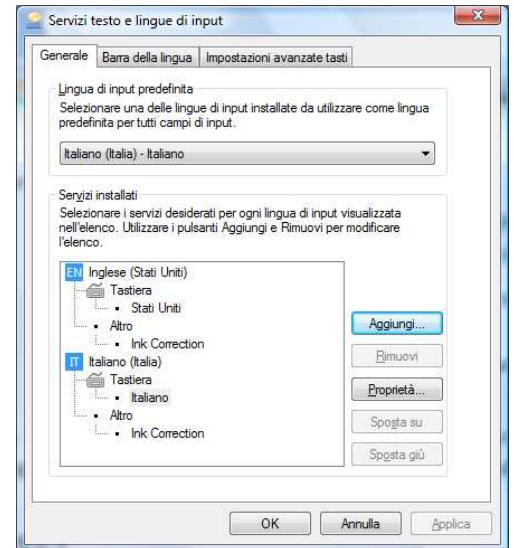 Servizi testo e lingue di input
Generale Barra della lingua Impostazioni avanzate tasti
Lingua di input predefinita
Selezionare una delle lingue di input installate da utilizzare come lingua
predefinita per tutti campi di input.
Italiano (Italia) - Italiano
Servizi installati
Selezionare i servizi desiderati per ogni lingua di input visualizzata
nell'elenco. Utilizzare i pulsanti Aggiungi e Rimuovi per modificare
l'elenco.
EN Inglese (Stati Uniti)
Tastiera
Stati Uniti
Altro
Ink Correction
IT Italiano (Italia)
Tastiera
Italiano
Altro
Ink Correction
Aggiungi...
Rimuovi
Proprietà...
Sposta su
Sposta giù
OK Annulla Applica